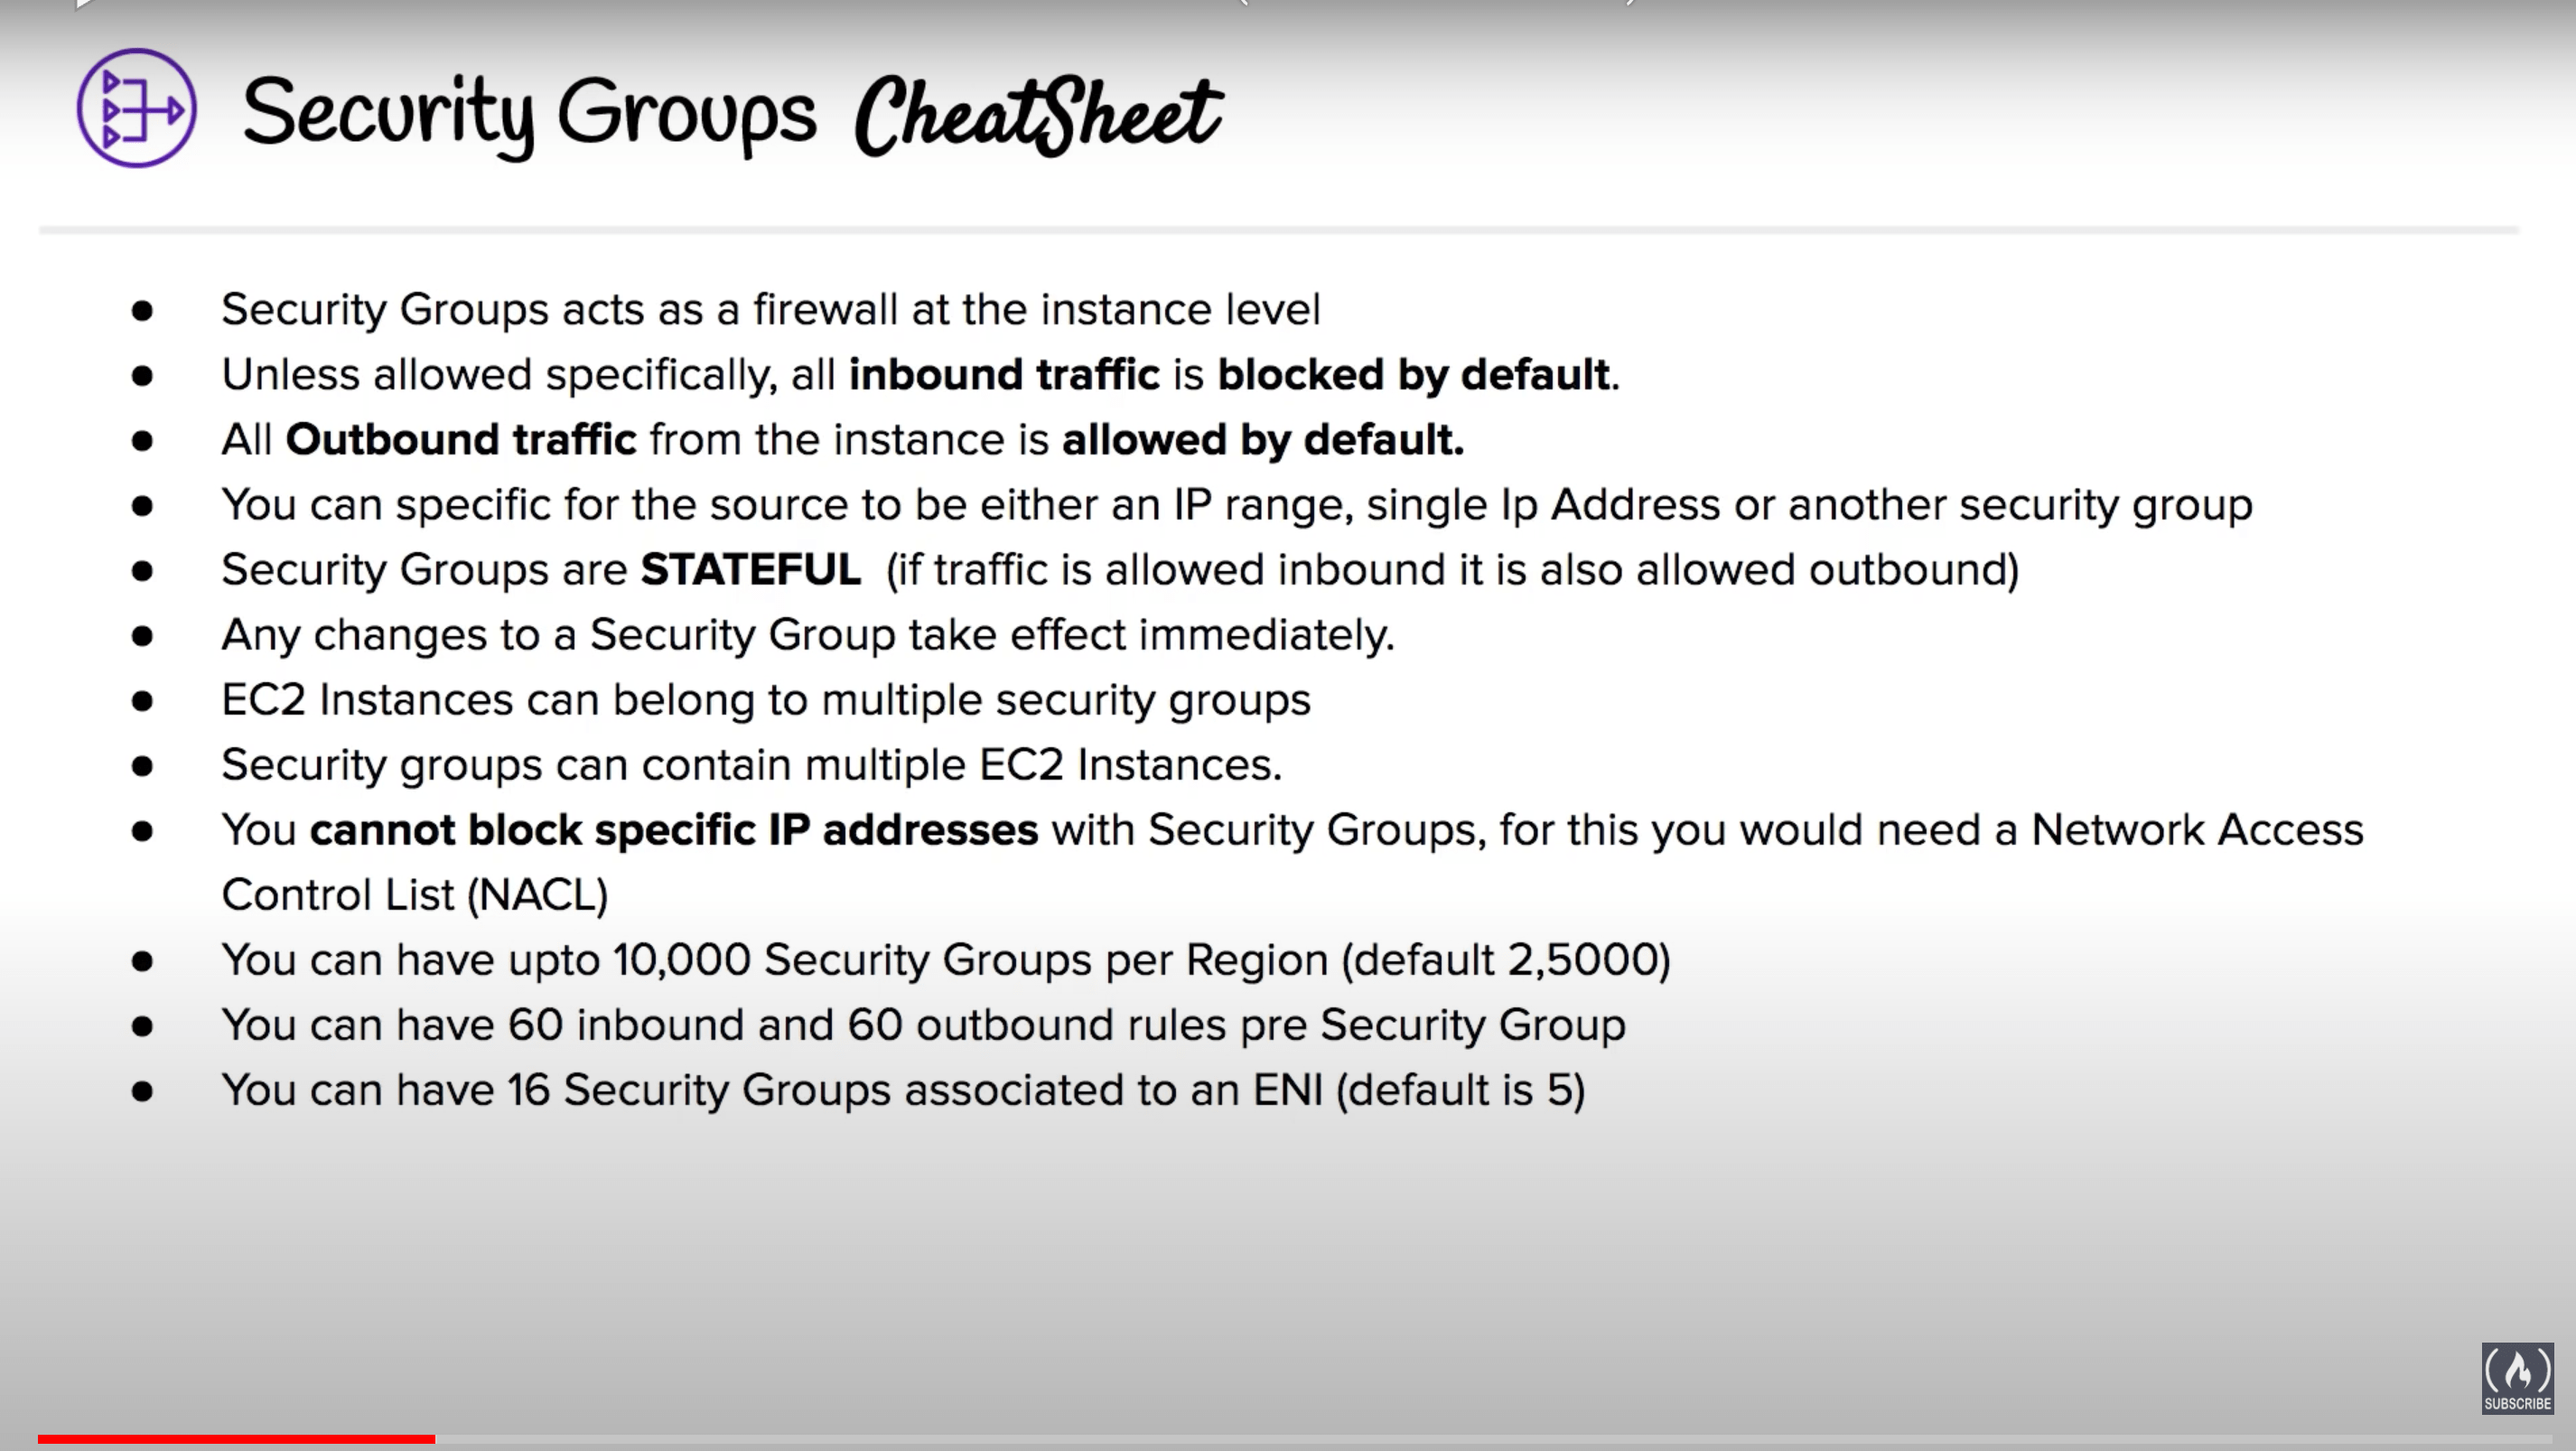 Security Groups CheatSheet
● Security Groups acts as a firewall at the instance level
● Unless allowed specifically, all inbound traffic is blocked by default.
● All Outbound traffic from the instance is allowed by default.
● You can specific for the source to be either an IP range, single Ip Address or another security group
● Security Groups are STATEFUL (if traffic is allowed inbound it is also allowed outbound)
● Any changes to a Security Group take effect immediately.
● EC2 Instances can belong to multiple security groups
● Security groups can contain multiple EC2 Instances.
● You cannot block specific IP addresses with Security Groups, for this you would need a Network Access
Control List (NACL)
● You can have upto 10,000 Security Groups per Region (default 2,5000)
● You can have 60 inbound and 60 outbound rules pre Security Group
● You can have 16 Security Groups associated to an ENI (default is 5)
SUBSCRIBE